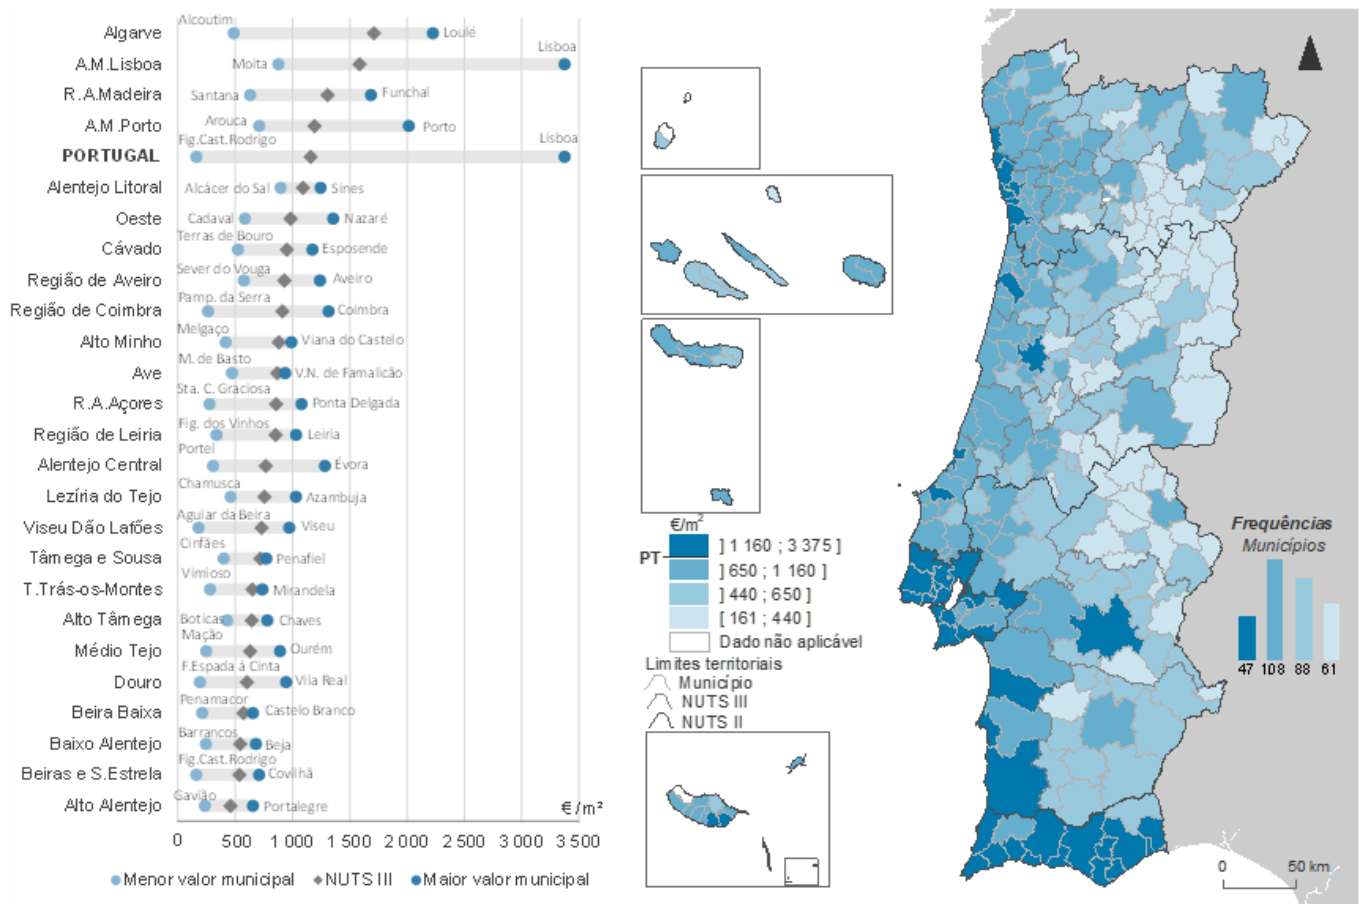 Alcoutim
Algarve
Loulé
Lisboa
A.M.Lisboa
Moita
R.A.Madeira
Santana
Funchal
A.M.Porto
Arouca
Porto
Fig.Cast.Rodrigo
Lisboa
PORTUGAL
Alentejo Litoral
Alcácer do Sal
Sines
Oeste
Cadaval
Nazaré
Terras de Bouro
Cávado
Esposende
Sever do Vouga
Região de Aveiro
Aveiro
Pamp. da Serra
Região de Coimbra
Coimbra
Melgaço
Alto Minho
Viana do Castelo
M. de Basto
Ave
V.N. de Famalicão
Sta. C. Graciosa
R.A.Açores
Ponta Delgada
Fig. dos Vinhos
Região de Leiria
Leiria
Portel
Alentejo Central
Évora
Chamusca
Lezíria do Tejo
Azambuja
Aguiar da Beira
Viseu Dão Lafões
Viseu
Cinfães
Tâmega e Sousa
Penafiel
Vimioso
T.Trás-os-Montes
Mirandela
Alto Tâmega
Boticas
Chaves
Mação
Médio Tejo
Ourém
F.Espada à Cinta
Douro
Vila Real
Penamacor
Beira Baixa
Castelo Branco
Barrancos
Baixo Alentejo
Beja
Fig.Cast.Rodrigo
Beiras e S.Estrela
Covilhã
Gavião
Alto Alentejo
Portalegre
€/m²
0 500 1 000 1 500 2 000 2 500 3 000 3 500
Menor valor municipal NUTS III Maior valor municipal
€/m²
PT
] 1 160 ; 3 375 ]
] 650 ; 1 160 ]
] 440 ; 650 ]
[ 161 ; 440 ]
Dado não aplicável
Limites territoriais
Município
NUTS III
NUTS II
Frequências
Municípios
47 108 88 61
0 50 km